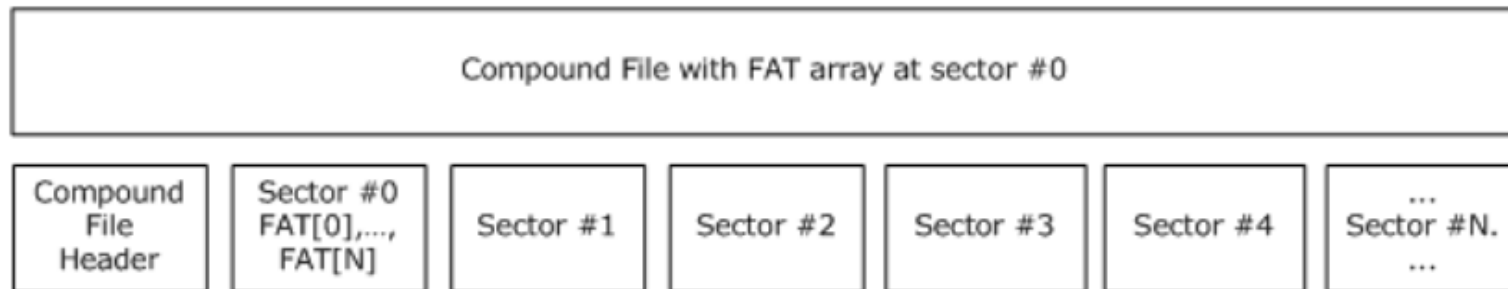 Compound File with FAT array at sector #0
Compound
File
Header
Sector #0
FAT[0],...,
FAT[N]
Sector #1
Sector #2
Sector #3
Sector #4
...
Sector #N.
...